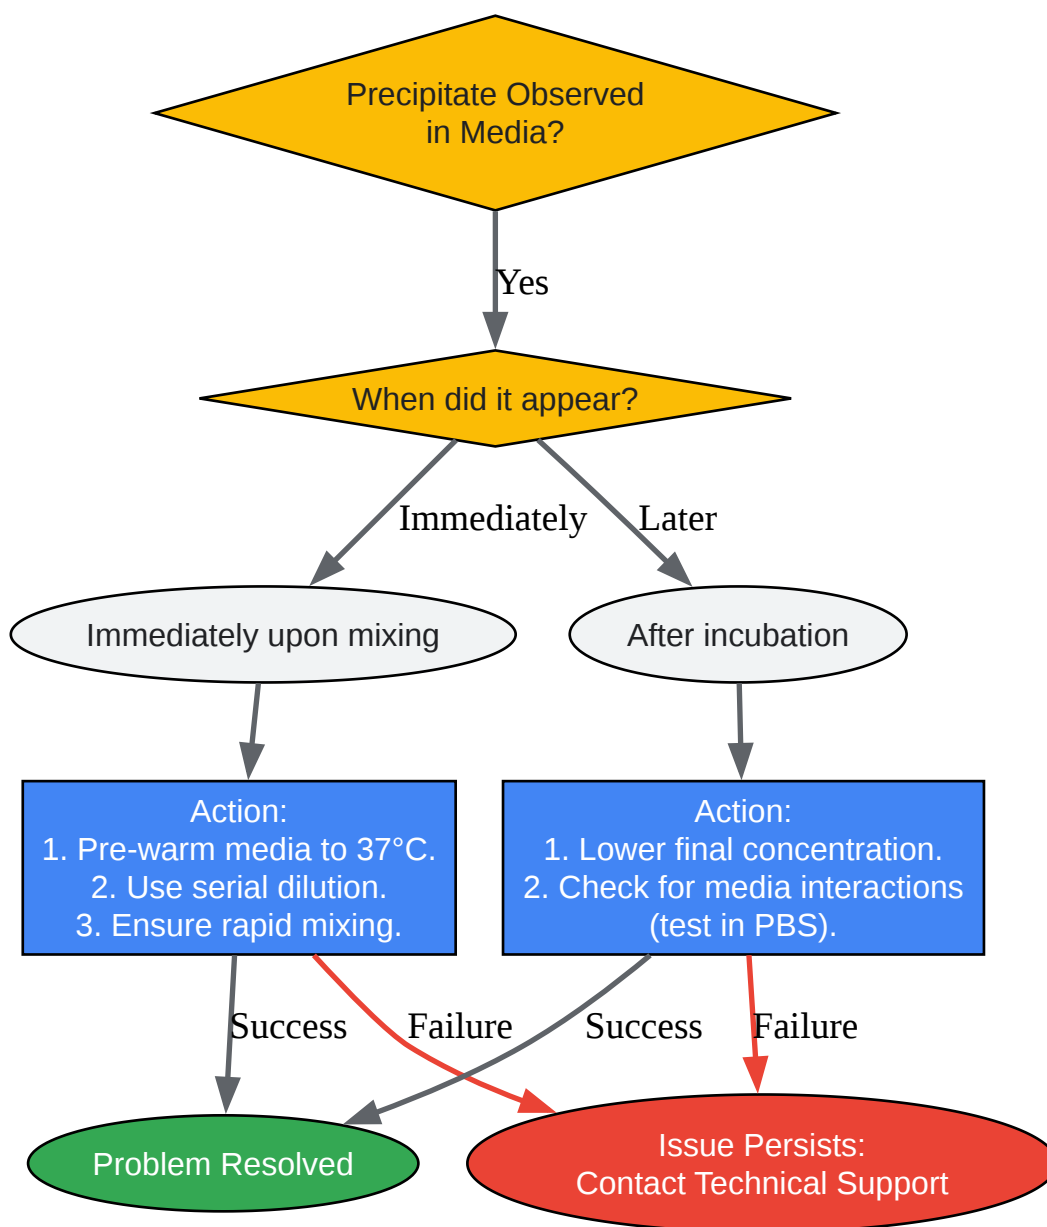 Precipitate Observed
in Media?
Yes
When did it appear?
Immediately
Later
Immediately upon mixing
After incubation
Action:
1. Pre-warm media to 37°C.
2. Use serial dilution.
3. Ensure rapid mixing.
Action:
1. Lower final concentration.
2. Check for media interactions
(test in PBS).
Success
Failure
Success
Failure
Problem Resolved
Issue Persists:
Contact Technical Support